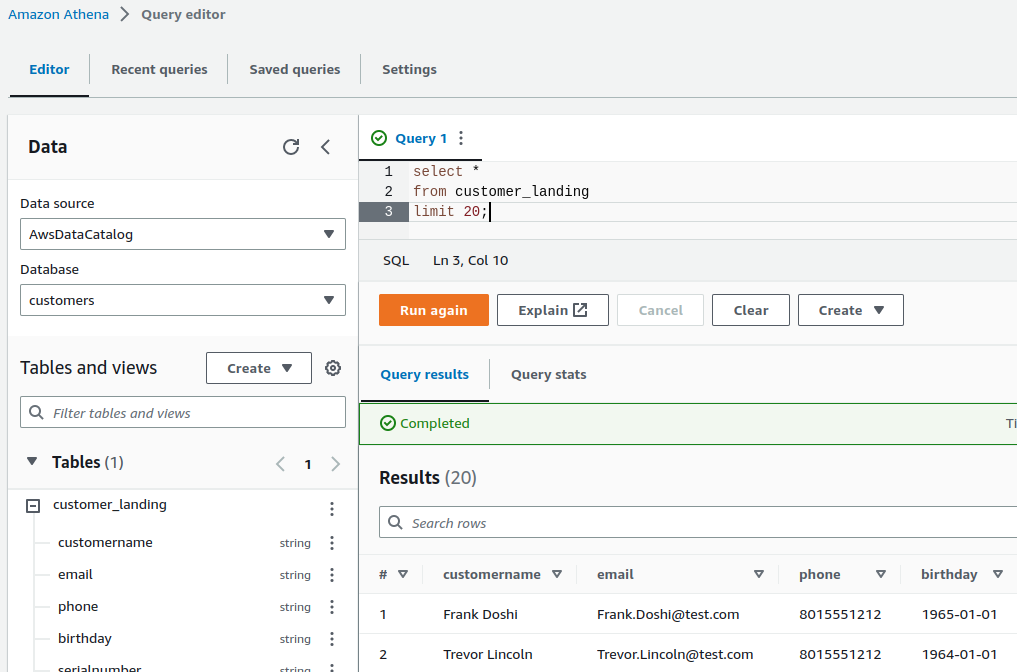 Amazon Athena > Query editor
Editor Recent queries Saved queries Settings
Data
Data source
AwsDataCatalog
Database
customers
Tables and views Create
Filter tables and views
Tables (1) < 1 >
customer_landing
customername string
email string
phone string
birthday string
serialnumber string
Query 1
1 select *
2 from customer_landing
3 limit 20;
SQL Ln 3, Col 10
Run again Explain Cancel Clear Create
Query results Query stats
Completed Ti
Results (20)
Search rows
# customername email phone birthday
1 Frank Doshi Frank.Doshi@test.com 8015551212 1965-01-01
2 Trevor Lincoln Trevor.Lincoln@test.com 8015551212 1964-01-01